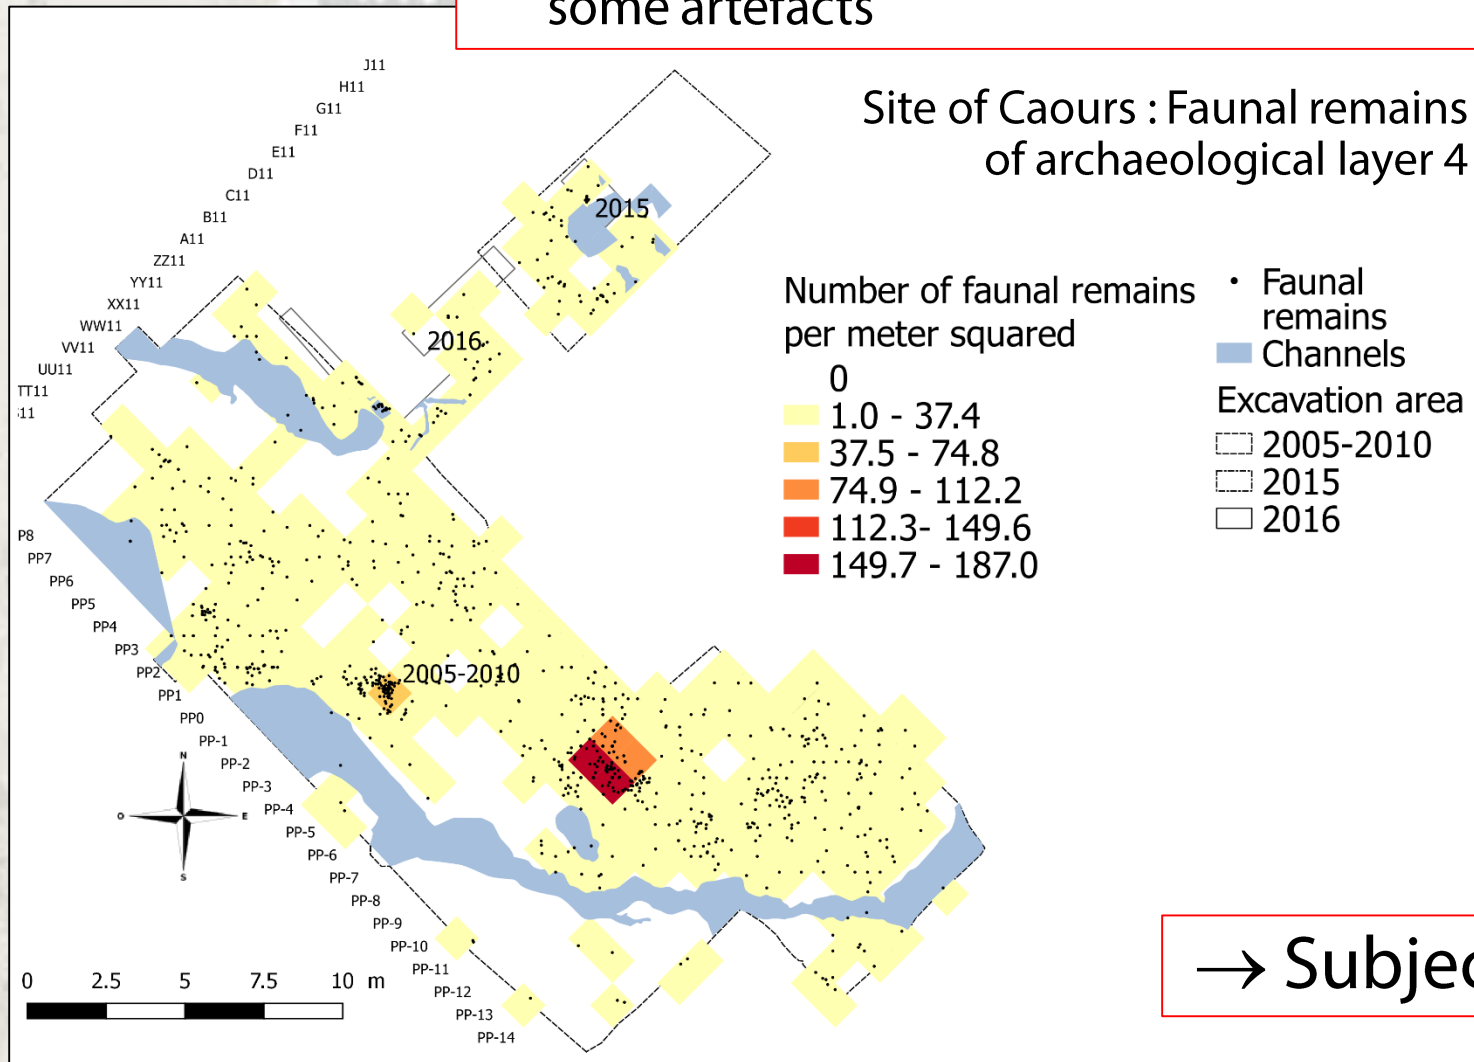 some artefacts
Site of Caours : Faunal remains
of archaeological layer 4
J11
H11
G11
F11
E11
D11
C11
B11
A11
ZZ11
YY11
XX11
WW11
VV11
UU11
TT11
P8
PP7
PP6
PP5
PP4
PP3
PP2
PP1
PP0
PP-1
PP-2
PP-3
PP-4
PP-5
PP-6
PP-7
PP-8
PP-9
PP-10
PP-11
PP-12
PP-13
PP-14
2015
2016
2005-2010
Number of faunal remains
per meter squared
0
1.0 - 37.4
37.5 - 74.8
74.9 - 112.2
112.3- 149.6
149.7 - 187.0
Faunal
remains
Channels
Excavation area
2005-2010
2015
2016
N
O E
S
0 2.5 5 7.5 10 m
→ Subjec